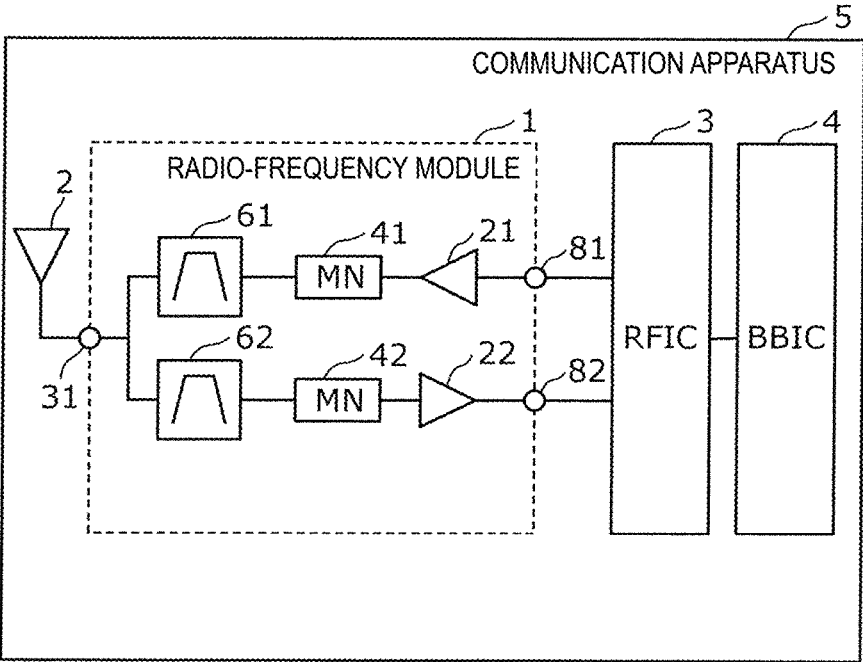 5
COMMUNICATION APPARATUS
1
3
4
RADIO-FREQUENCY MODULE
2
61
41
21
81
MN
RFIC
BBIC
62
42
22
82
31
MN